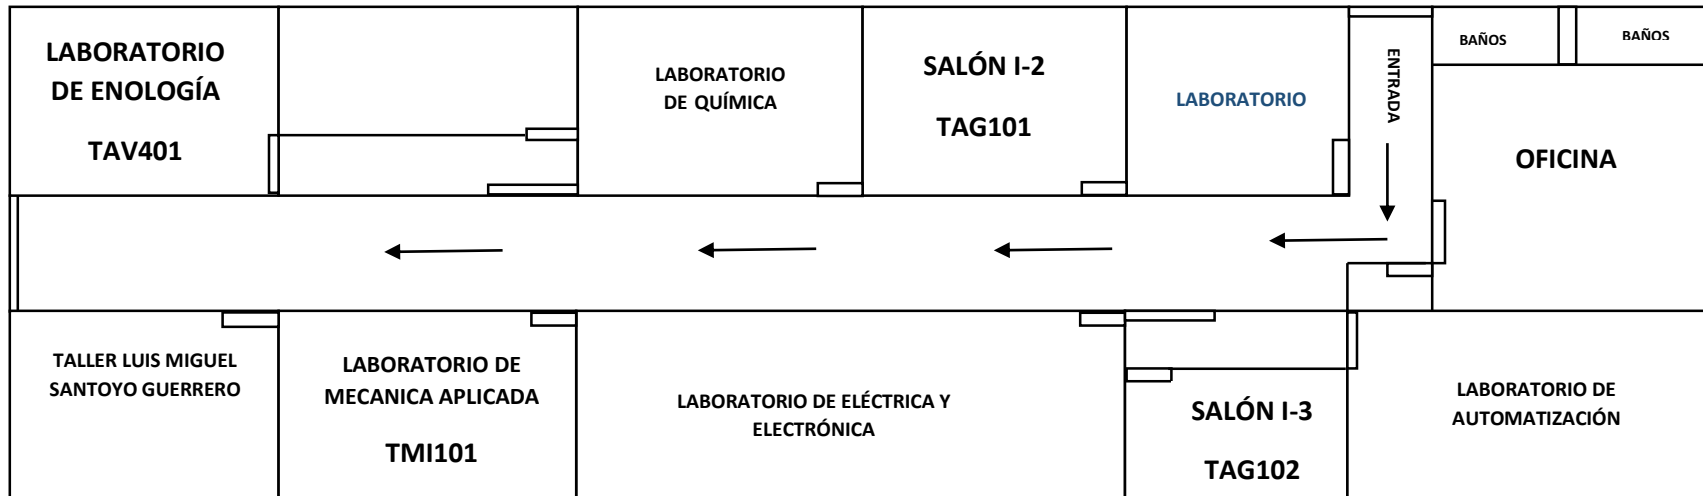 LABORATORIO
DE ENOLOGÍA
TAV401
LABORATORIO
DE QUÍMICA
SALÓN I-2
TAG101
LABORATORIO
ENTRADA
BAÑOS
BAÑOS
OFICINA
TALLER LUIS MIGUEL
SANTOYO GUERRERO
LABORATORIO DE
MECANICA APLICADA
TMI101
LABORATORIO DE ELÉCTRICA Y
ELECTRÓNICA
SALÓN I-3
TAG102
LABORATORIO DE
AUTOMATIZACIÓN